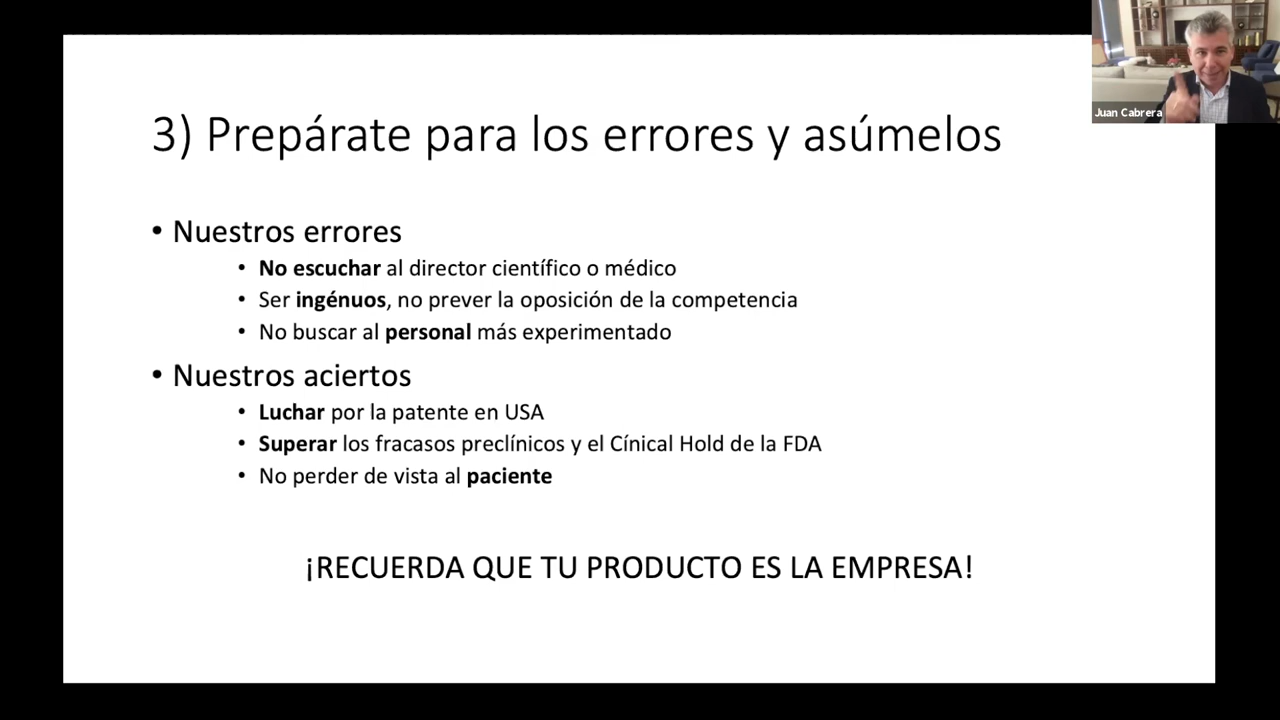 Juan Cabrera
3) Prepárate para los errores y asúmelos
• Nuestros errores
• No escuchar al director científico o médico
• Ser ingénuos, no prever la oposición de la competencia
• No buscar al personal más experimentado
• Nuestros aciertos
• Luchar por la patente en USA
• Superar los fracasos preclínicos y el Cínical Hold de la FDA
• No perder de vista al paciente
¡RECUERDA QUE TU PRODUCTO ES LA EMPRESA!